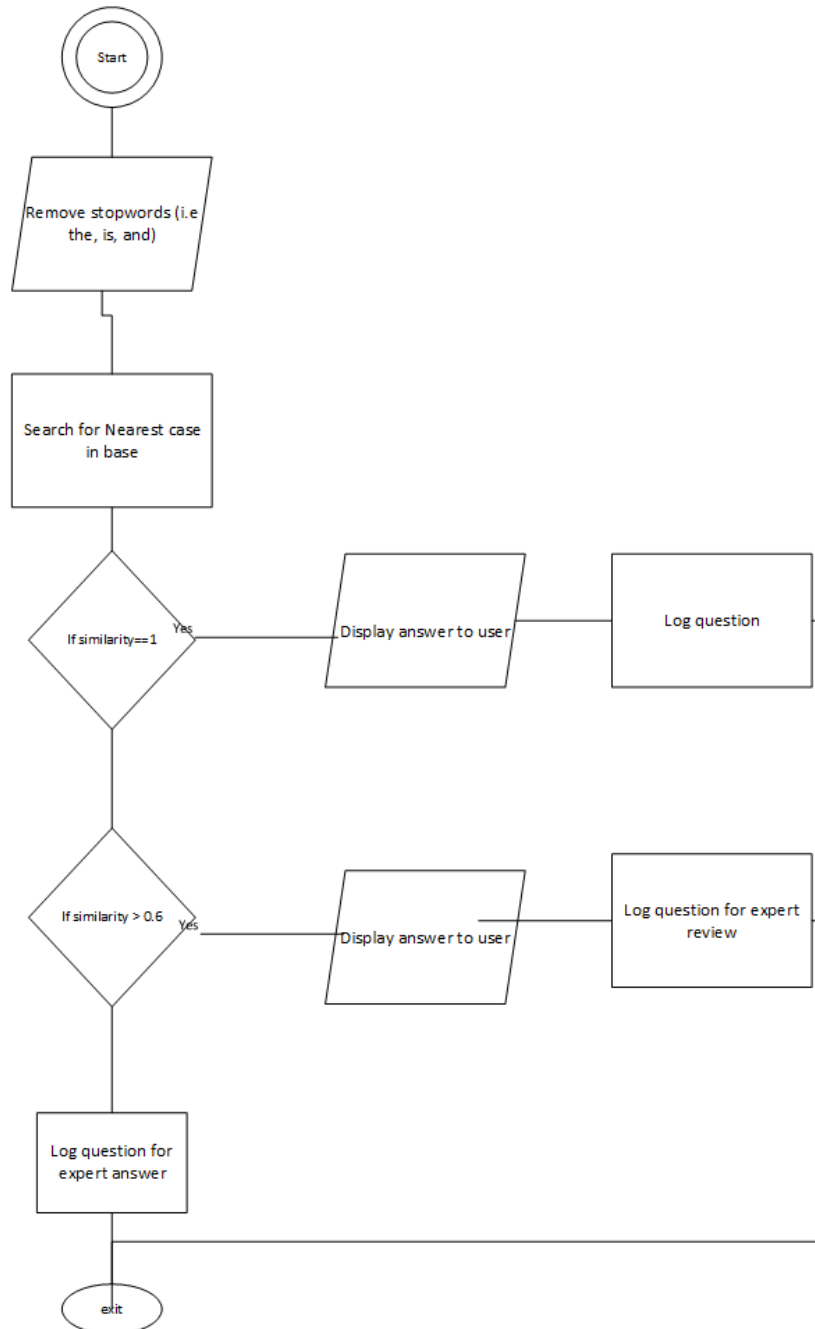 Start
Remove stopwords (i.e
the, is, and)
Search for Nearest case
in base
If similarity==1
Yes
Display answer to user
Log question
If similarity > 0.6
Yes
Display answer to user
Log question for expert
review
Log question for
expert answer
exit